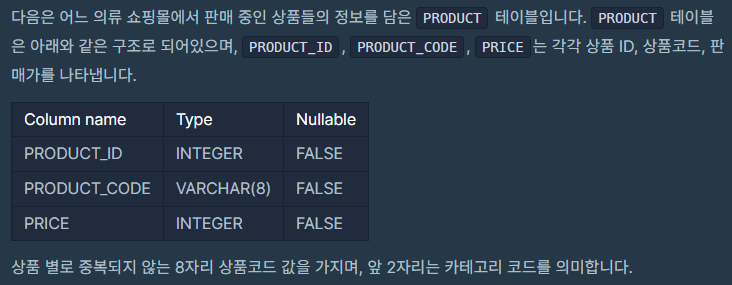 다음은 어느 의류 쇼핑몰에서 판매 중인 상품들의 정보를 담은 PRODUCT 테이블입니다. PRODUCT 테이블
은 아래와 같은 구조로 되어있으며, PRODUCT_ID, PRODUCT_CODE, PRICE는 각각 상품 ID, 상품코드, 판
매가를 나타냅니다.
Column name Type Nullable
PRODUCT_ID INTEGER FALSE
PRODUCT_CODE VARCHAR(8) FALSE
PRICE INTEGER FALSE
상품 별로 중복되지 않는 8자리 상품코드 값을 가지며, 앞 2자리는 카테고리 코드를 의미합니다.